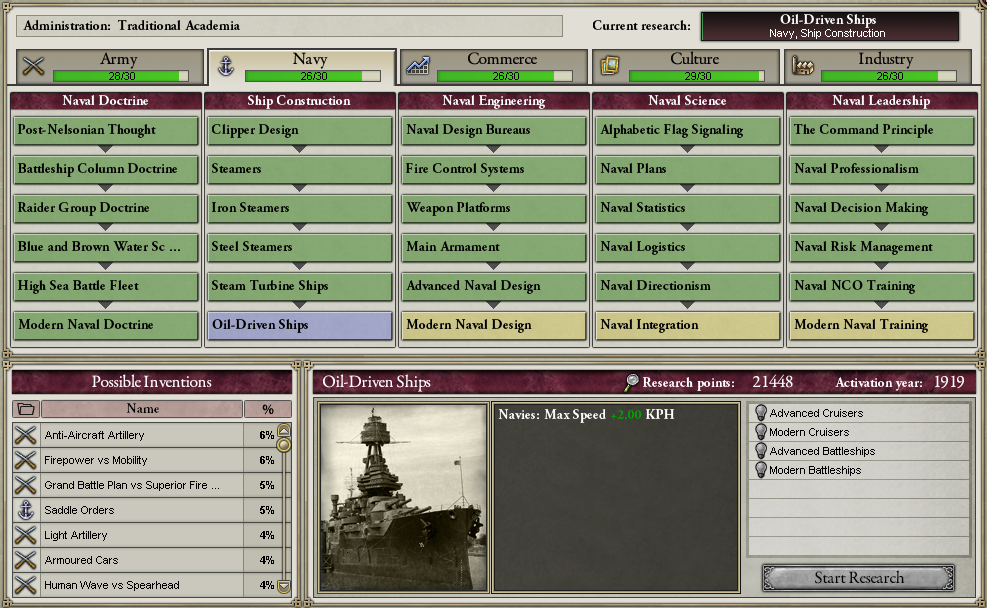 Administration: Traditional Academia
Current research:
Oil-Driven Ships
Navy, Ship Construction
Army
28/30
Navy
26/30
Commerce
26/30
Culture
29/30
Industry
26/30
Naval Doctrine
Ship Construction
Naval Engineering
Naval Science
Naval Leadership
Post-Nelsonian Thought
Clipper Design
Naval Design Bureaus
Alphabetic Flag Signaling
The Command Principle
Battleship Column Doctrine
Steamers
Fire Control Systems
Naval Plans
Naval Professionalism
Raider Group Doctrine
Iron Steamers
Weapon Platforms
Naval Statistics
Naval Decision Making
Blue and Brown Water Sc ...
Steel Steamers
Main Armament
Naval Logistics
Naval Risk Management
High Sea Battle Fleet
Steam Turbine Ships
Advanced Naval Design
Naval Directionism
Naval NCO Training
Modern Naval Doctrine
Oil-Driven Ships
Modern Naval Design
Naval Integration
Modern Naval Training
Possible Inventions
Name %
Anti-Aircraft Artillery 6%
Firepower vs Mobility 6%
Grand Battle Plan vs Superior Fire ... 5%
Saddle Orders 5%
Light Artillery 4%
Armoured Cars 4%
Human Wave vs Spearhead 4%
Oil-Driven Ships
Research points: 21448
Activation year: 1919
Navies: Max Speed +2.00 KPH
Advanced Cruisers
Modern Cruisers
Advanced Battleships
Modern Battleships
Start Research